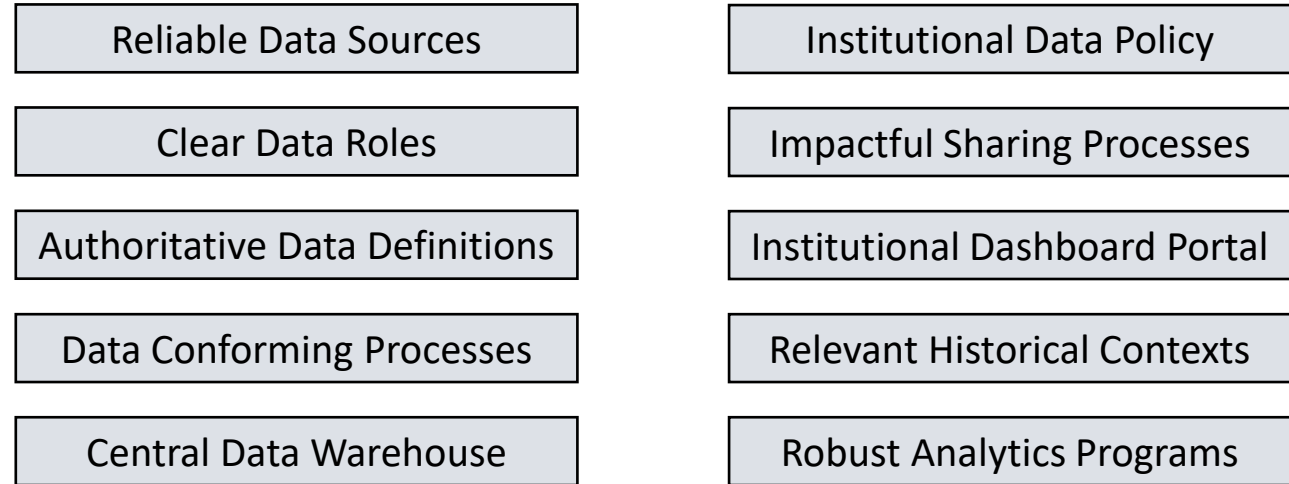 Reliable Data Sources
Clear Data Roles
Authoritative Data Definitions
Data Conforming Processes
Central Data Warehouse
Institutional Data Policy
Impactful Sharing Processes
Institutional Dashboard Portal
Relevant Historical Contexts
Robust Analytics Programs